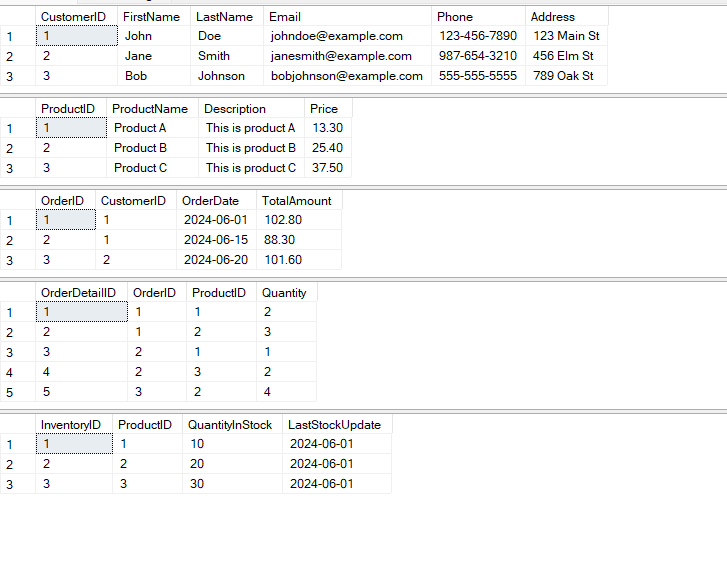 CustomerID FirstName LastName Email Phone Address
1 1 John Doe johndoe@example.com 123-456-7890 123 Main St
2 2 Jane Smith janesmith@example.com 987-654-3210 456 Elm St
3 3 Bob Johnson bobjohnson@example.com 555-555-5555 789 Oak St
ProductID ProductName Description Price
1 1 Product A This is product A 13.30
2 2 Product B This is product B 25.40
3 3 Product C This is product C 37.50
OrderID CustomerID OrderDate TotalAmount
1 1 1 2024-06-01 102.80
2 2 1 2024-06-15 88.30
3 3 2 2024-06-20 101.60
OrderDetailID OrderID ProductID Quantity
1 1 1 1 2
2 2 1 2 3
3 3 2 1 1
4 4 2 3 2
5 5 3 2 4
InventoryID ProductID QuantityInStock LastStockUpdate
1 1 1 10 2024-06-01
2 2 2 20 2024-06-01
3 3 3 30 2024-06-01